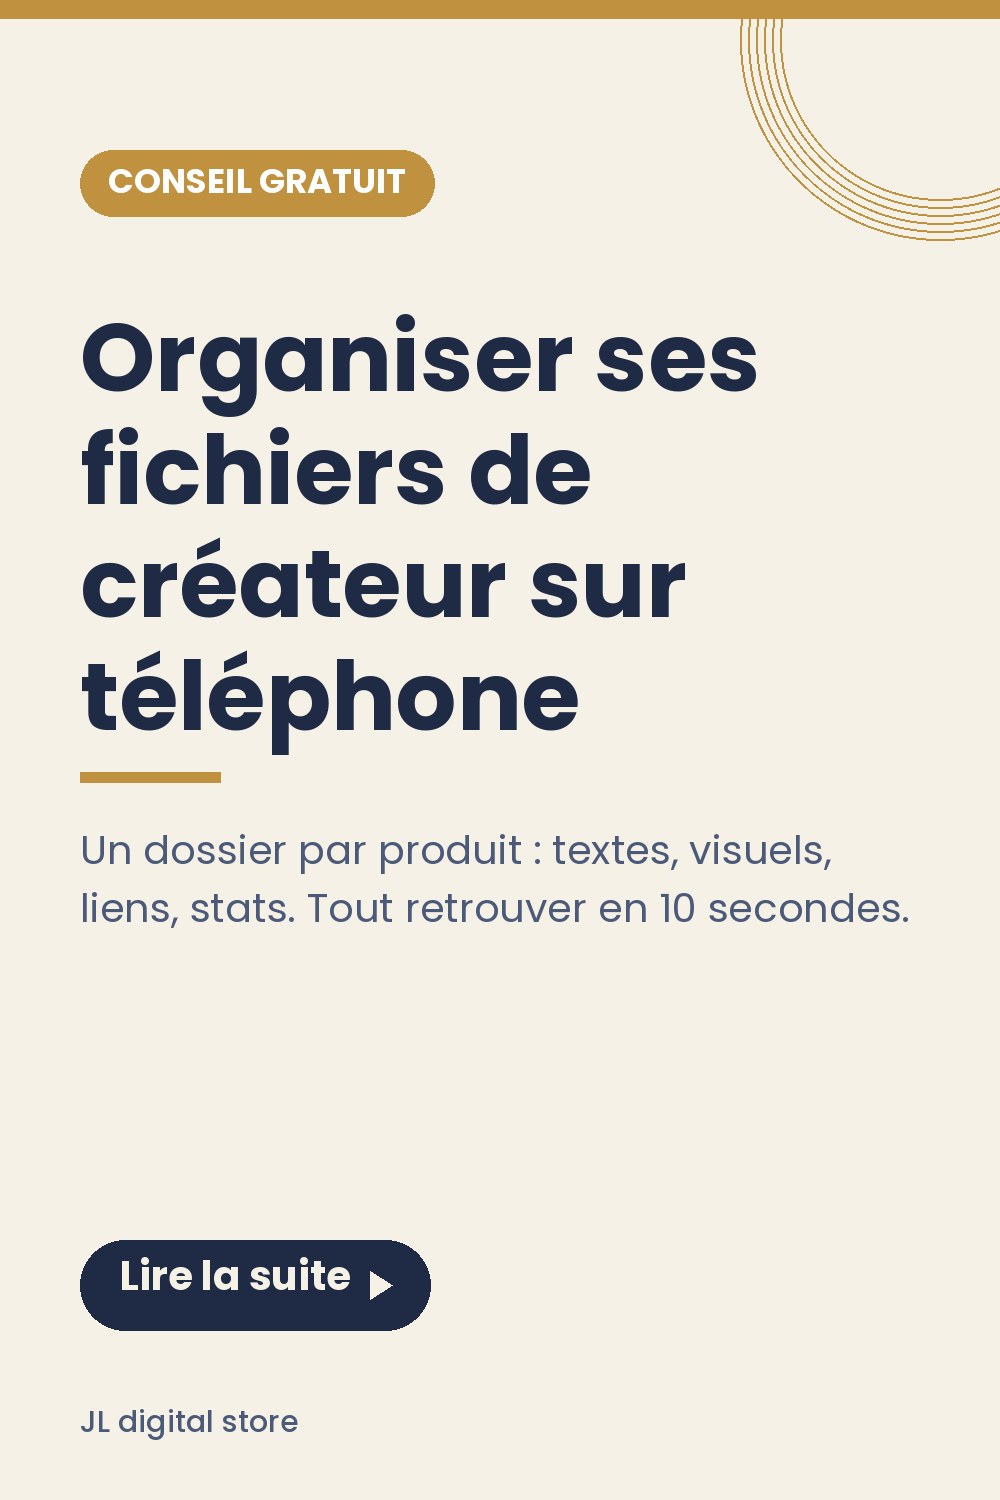 CONSEIL GRATUIT
Organiser ses
fichiers de
créateur sur
téléphone
Un dossier par produit : textes, visuels,
liens, stats. Tout retrouver en 10 secondes.
Lire la suite
JL digital store